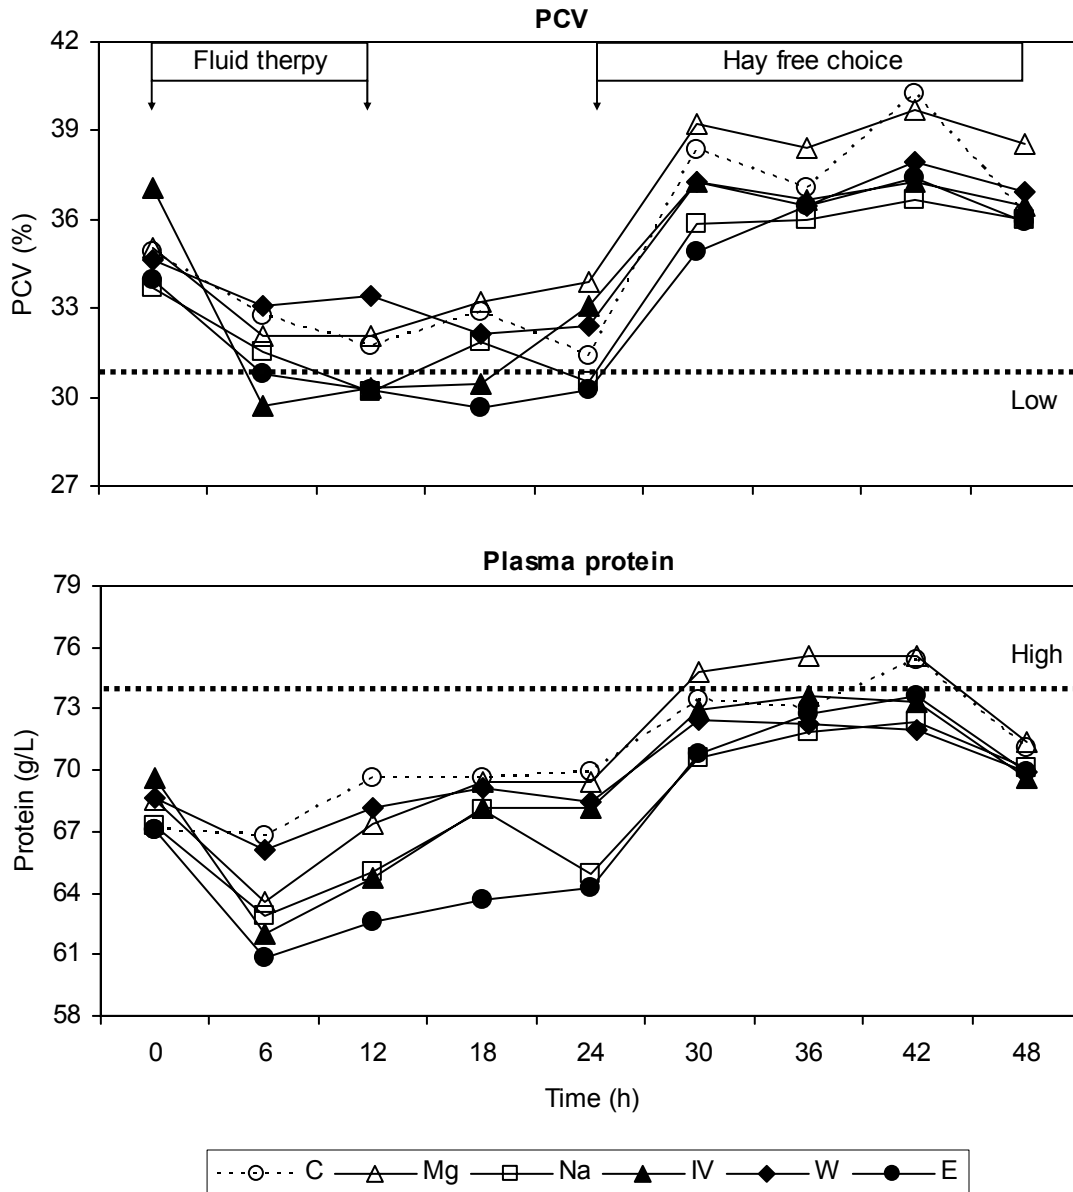 PCV
42
Fluid therpy
Hay free choice
39
36
PCV (%)
33
30
Low
27
Plasma protein
79
76
High
73
70
Protein (g/L)
67
64
61
58
0 6 12 18 24 30 36 42 48
Time (h)
C Mg Na IV W E